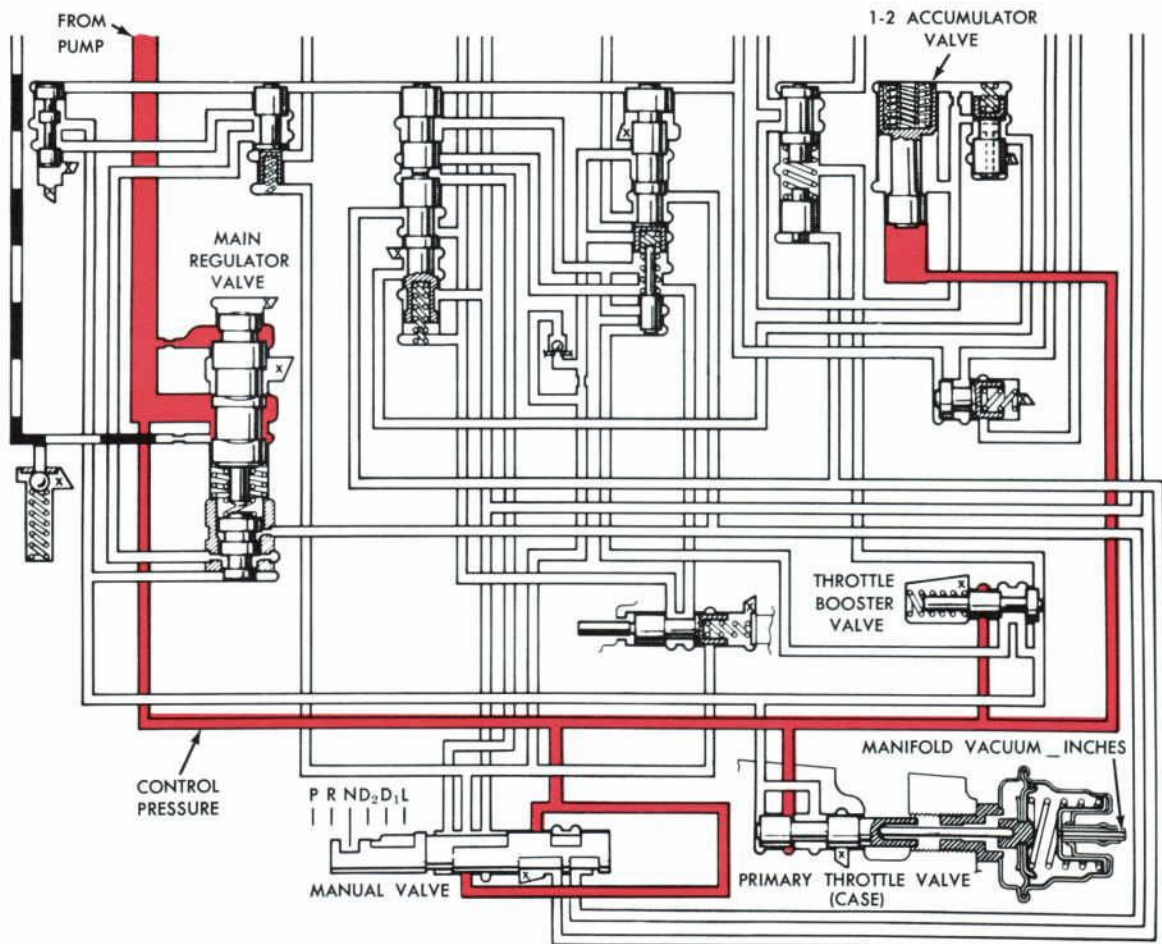 FROM
PUMP
1-2 ACCUMULATOR
VALVE
MAIN
REGULATOR
VALVE
THROTTLE
BOOSTER
VALVE
MANIFOLD VACUUM _ INCHES
CONTROL
PRESSURE
P R N D₂ D₁ L
MANUAL VALVE
PRIMARY THROTTLE VALVE
(CASE)
X
X
X
X
X
X
X
X
X
X
X
X